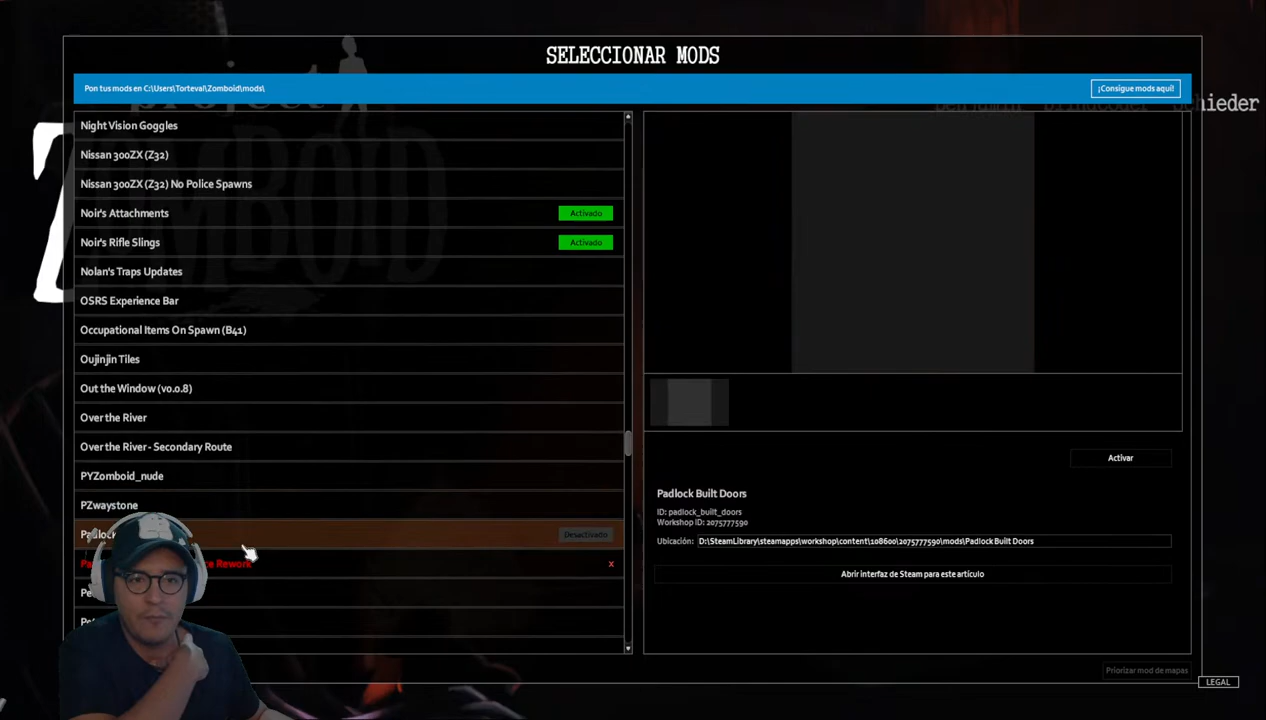 SELECCIONAR MODS
Pon tus mods en C:\Users\Torteval\Zomboid\mods\
¡Consigue mods aquí!
project
ZOMBOID
Schieder
Night Vision Goggles
Nissan 300ZX (Z32)
Nissan 300ZX (Z32) No Police Spawns
Noir's Attachments
Activado
Noir's Rifle Slings
Activado
Nolan's Traps Updates
OSRS Experience Bar
Occupational Items On Spawn (B41)
Oujinjin Tiles
Out the Window (v0.0.8)
Over the River
Over the River - Secondary Route
PYZomboid_nude
PZwaystone
Padlock
Desactivado
Rework
x
Activar
Padlock Built Doors
ID: padlock_built_doors
Workshop ID: 2075777590
Ubicación: D:\SteamLibrary\steamapps\workshop\content\108600\2075777590\mods\Padlock Built Doors
Abrir interfaz de Steam para este artículo
Priorizar mod de mapas
LEGAL